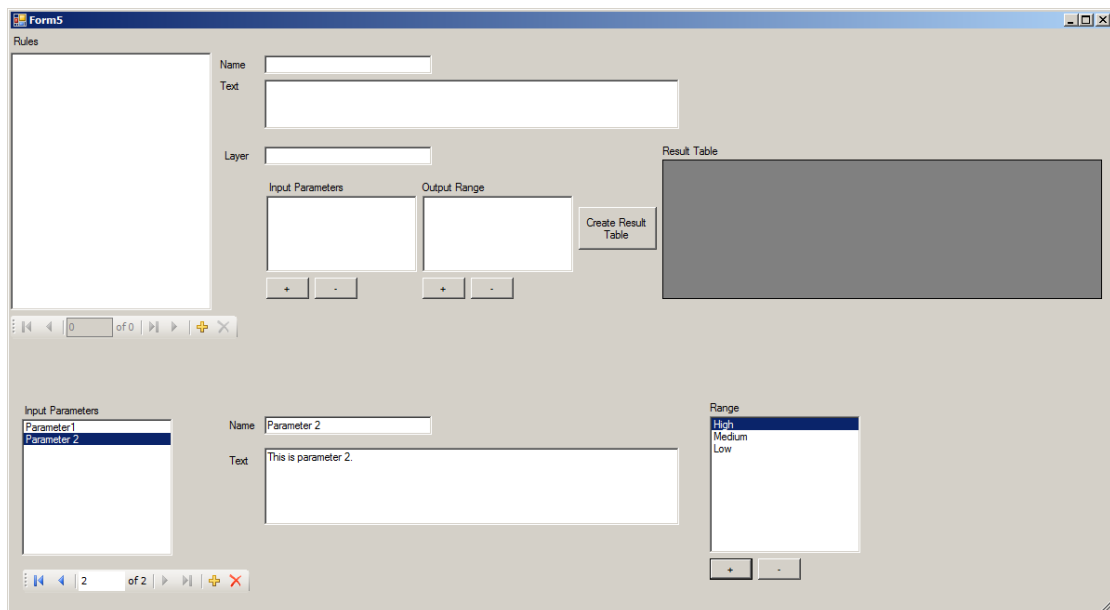 Form5
Rules
Name
Text
Layer
Result Table
Input Parameters
Output Range
Create Result
Table
+ - + -
0 of 0
Input Parameters
Parameter1
Parameter 2
Name Parameter 2
Text This is parameter 2.
Range
High
Medium
Low
+ -
2 of 2